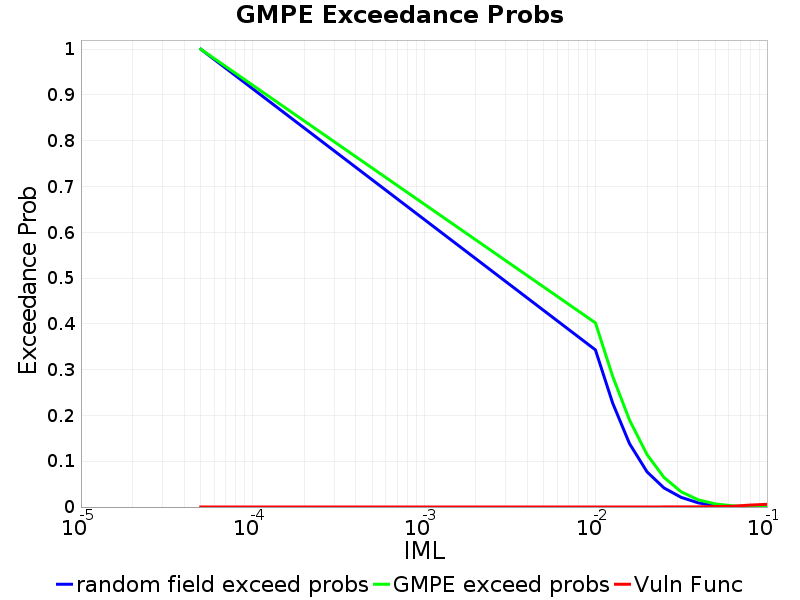 GMPE Exceedance Probs
1
0.9
0.8
0.7
0.6
0.5
0.4
0.3
0.2
0.1
0
Exceedance Prob
10-5 10-4 10-3 10-2 10-1
IML
random field exceed probs GMPE exceed probs Vuln Func